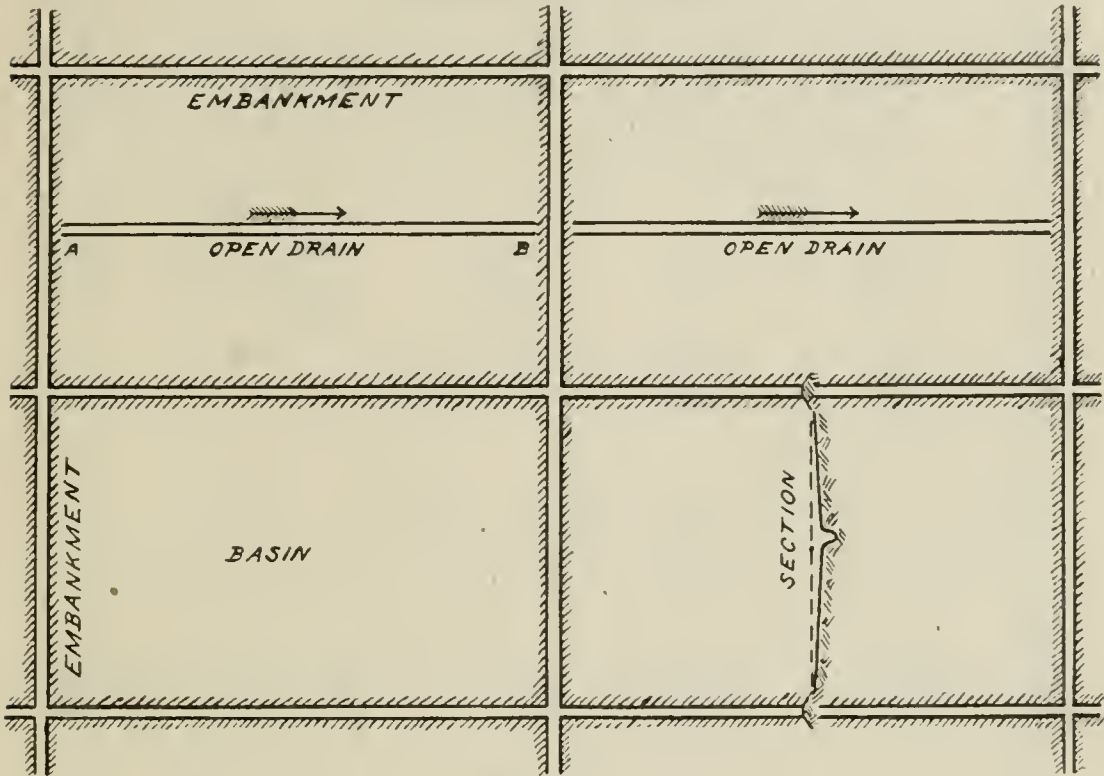 EMBANKMENT
A
OPEN DRAIN
B
OPEN DRAIN
EMBANKMENT
BASIN
SECTION